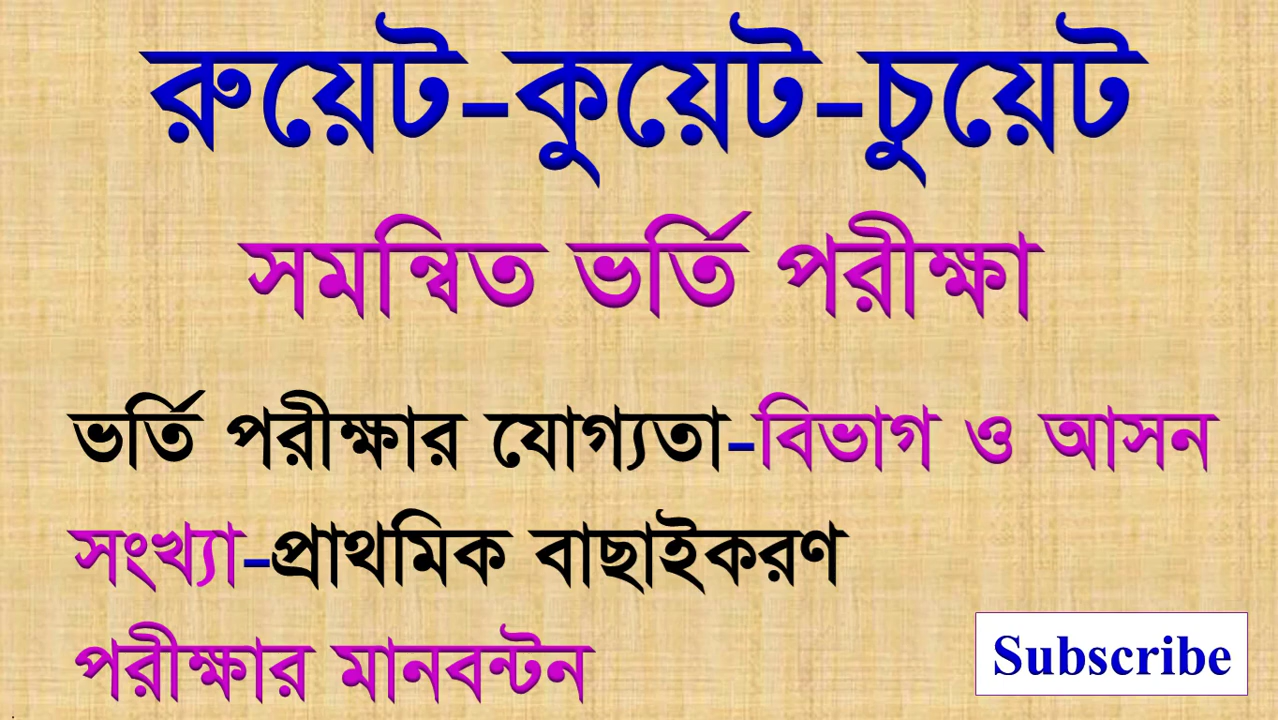 রুয়েট-কুয়েট-চুয়েট
সমন্বিত ভর্তি পরীক্ষা
ভর্তি পরীক্ষার যোগ্যতা-বিভাগ ও আসন
সংখ্যা-প্রাথমিক বাছাইকরণ
পরীক্ষার মানবন্টন
Subscribe